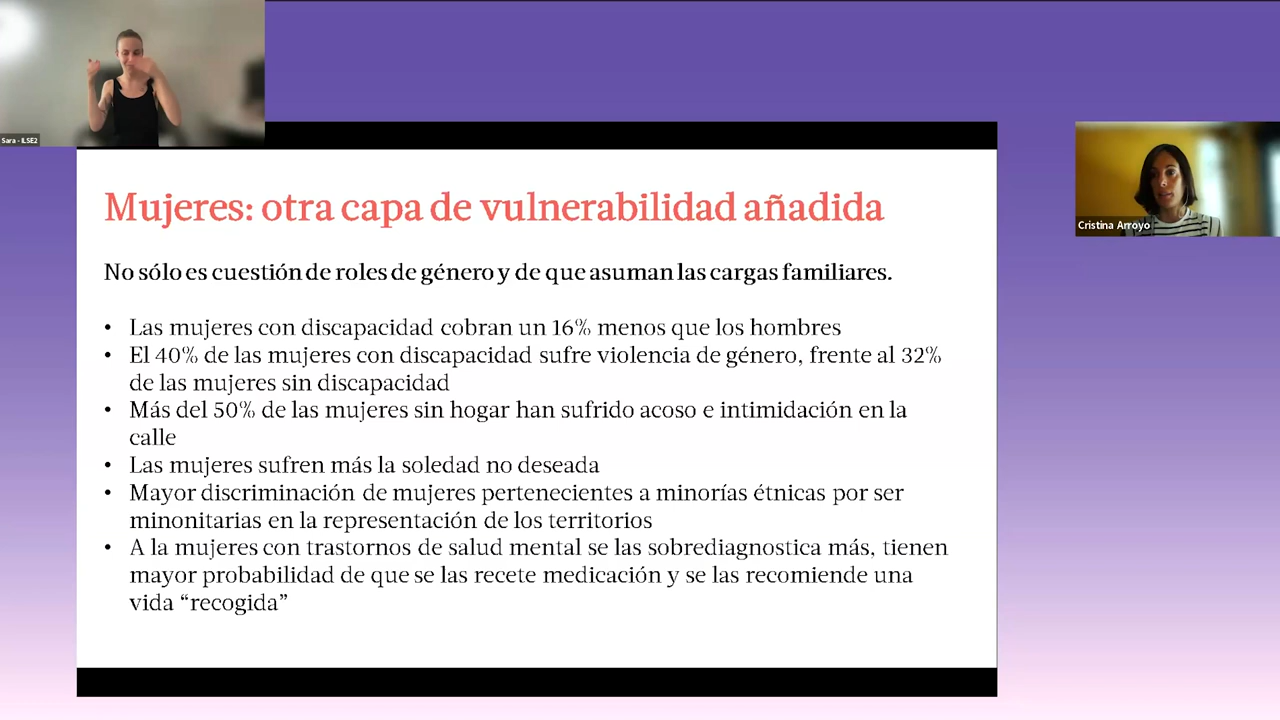 Sara - ILSE2
Cristina Arroyo
Mujeres: otra capa de vulnerabilidad añadida
No sólo es cuestión de roles de género y de que asuman las cargas familiares.
• Las mujeres con discapacidad cobran un 16% menos que los hombres
• El 40% de las mujeres con discapacidad sufre violencia de género, frente al 32%
de las mujeres sin discapacidad
• Más del 50% de las mujeres sin hogar han sufrido acoso e intimidación en la
calle
• Las mujeres sufren más la soledad no deseada
• Mayor discriminación de mujeres pertenecientes a minorías étnicas por ser
minonitarias en la representación de los territorios
• A la mujeres con trastornos de salud mental se las sobrediagnostica más, tienen
mayor probabilidad de que se las recete medicación y se las recomiende una
vida “recogida”